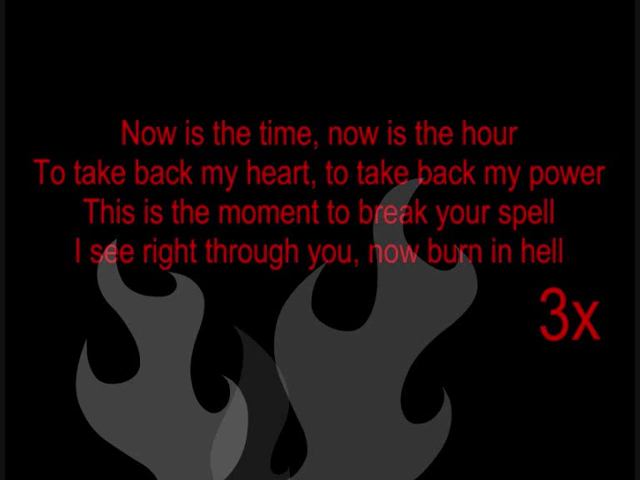 Now is the time, now is the hour
To take back my heart, to take back my power
This is the moment to break your spell
I see right through you, now burn in hell
3x